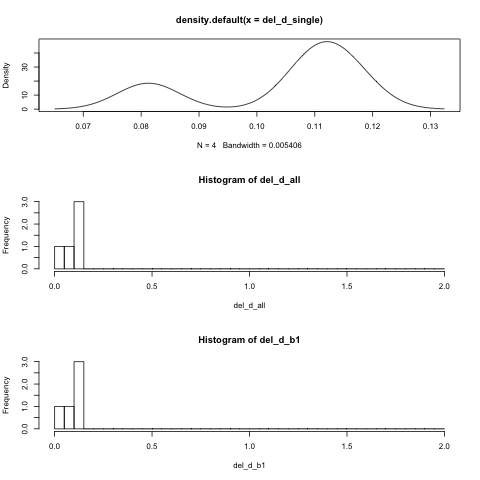 density.default(x = del_d_single)
Density
0 10 30
0.07 0.08 0.09 0.10 0.11 0.12 0.13
N = 4 Bandwidth = 0.005406
Histogram of del_d_all
Frequency
0.0 1.0 2.0 3.0
0.0 0.5 1.0 1.5 2.0
del_d_all
Histogram of del_d_b1
Frequency
0.0 1.0 2.0 3.0
0.0 0.5 1.0 1.5 2.0
del_d_b1